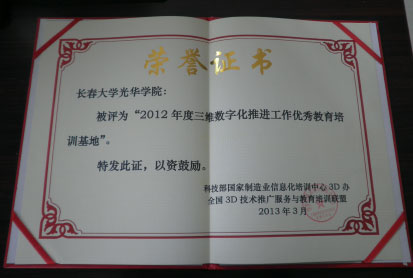 荣誉证书
长春大学光华学院:
被评为“2012年度三维数字化推进工作优秀教育培
训基地”。
特发此证,以资鼓励。
科技部国家制造业信息化培训中心3D办
全国3D技术推广服务与教育培训联盟
2013年3月